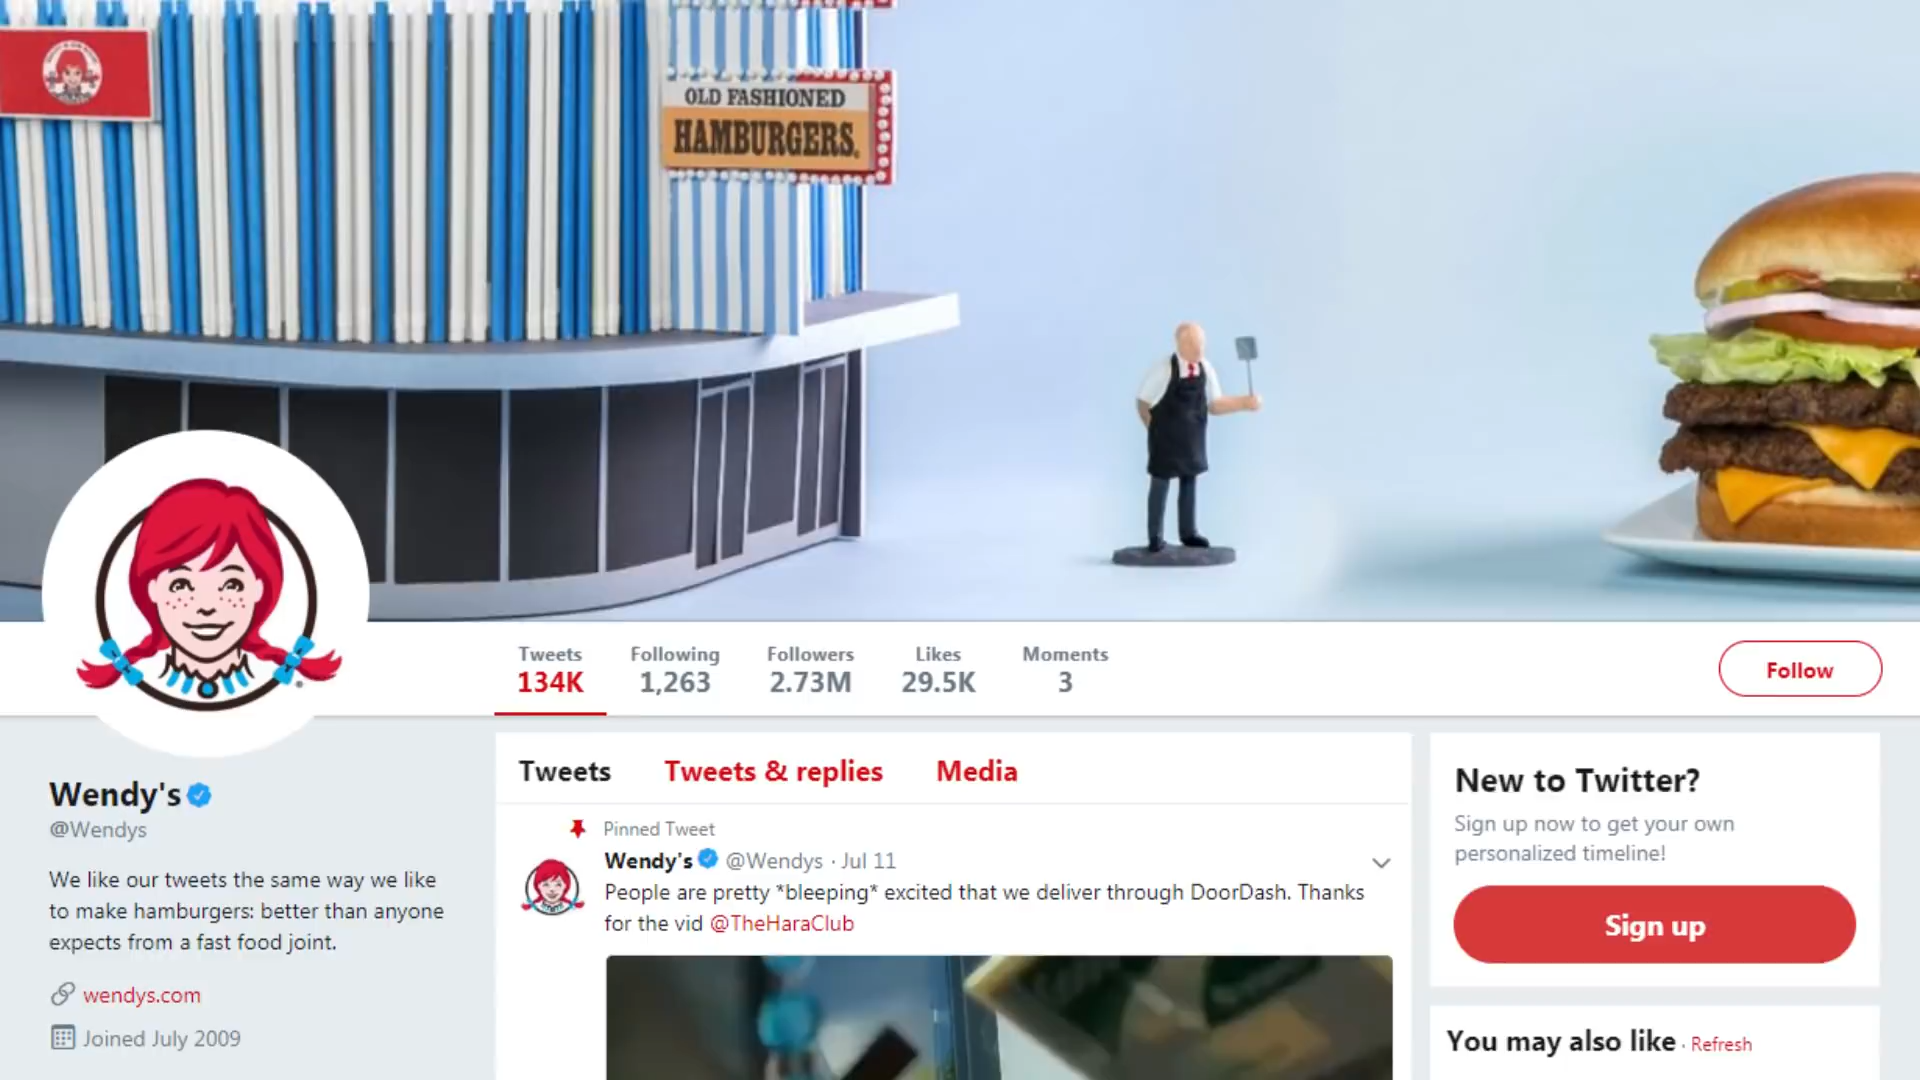 OLD FASHIONED
HAMBURGERS.
Tweets
134K
Following
1,263
Followers
2.73M
Likes
29.5K
Moments
3
Follow
Wendy's
@Wendys
We like our tweets the same way we like
to make hamburgers: better than anyone
expects from a fast food joint.
wendys.com
Joined July 2009
Tweets
Tweets & replies
Media
Pinned Tweet
Wendy's @Wendys · Jul 11
People are pretty *bleeping* excited that we deliver through DoorDash. Thanks
for the vid @TheHaraClub
New to Twitter?
Sign up now to get your own
personalized timeline!
Sign up
You may also like · Refresh